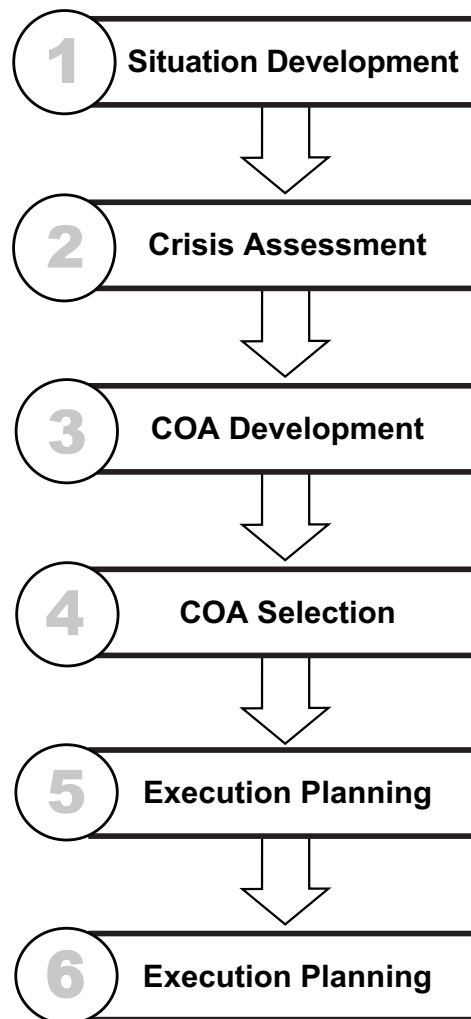 1 Situation Development
2 Crisis Assessment
3 COA Development
4 COA Selection
5 Execution Planning
6 Execution Planning